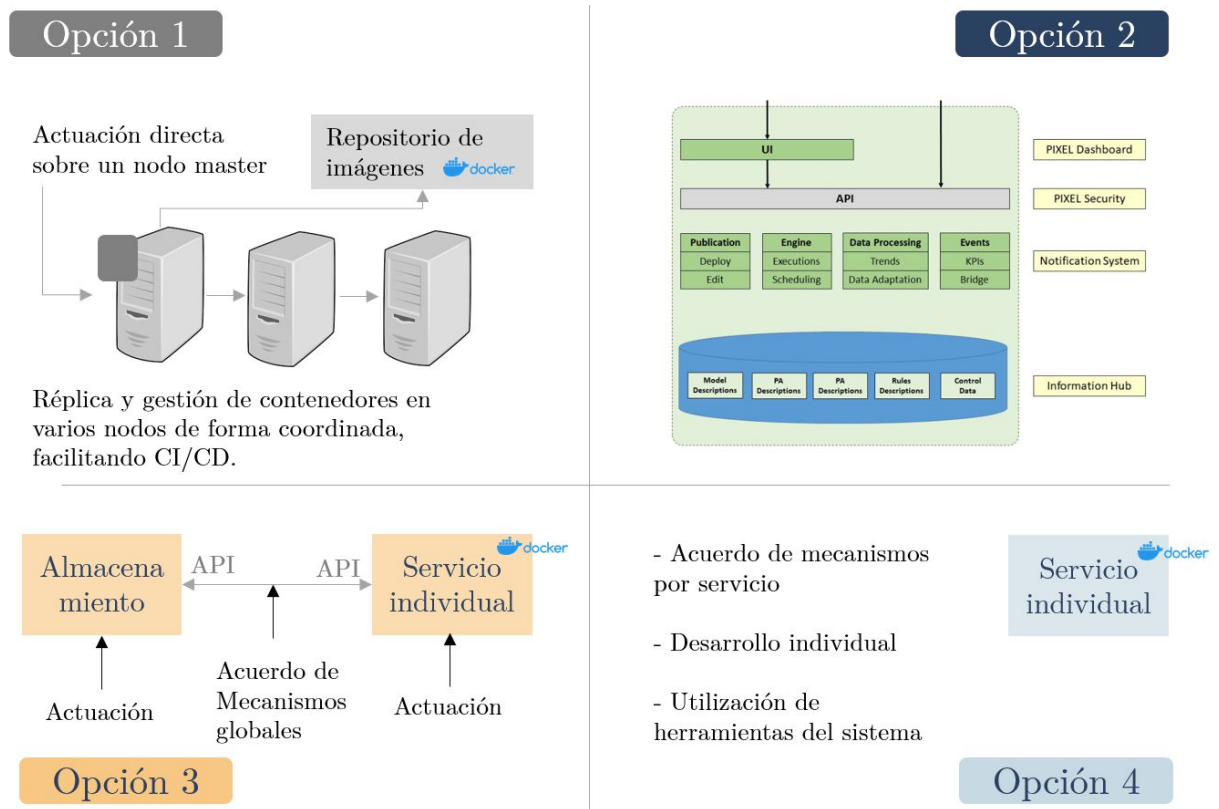 Opción 1
Actuación directa
sobre un nodo master
Repositorio de
imágenes docker
Réplica y gestión de contenedores en
varios nodos de forma coordinada,
facilitando CI/CD.
Opción 2
UI
PIXEL Dashboard
API
PIXEL Security
Publication
Deploy
Edit
Engine
Executions
Scheduling
Data Processing
Trends
Data Adaptation
Events
KPIs
Bridge
Notification System
Model
Descriptions
PA
Descriptions
PA
Descriptions
Rules
Descriptions
Control
Data
Information Hub
Almacena
miento
API
API
docker
Servicio
individual
Actuación
Acuerdo de
Mecanismos
globales
Actuación
Opción 3
- Acuerdo de mecanismos
por servicio
- Desarrollo individual
- Utilización de
herramientas del sistema
docker
Servicio
individual
Opción 4